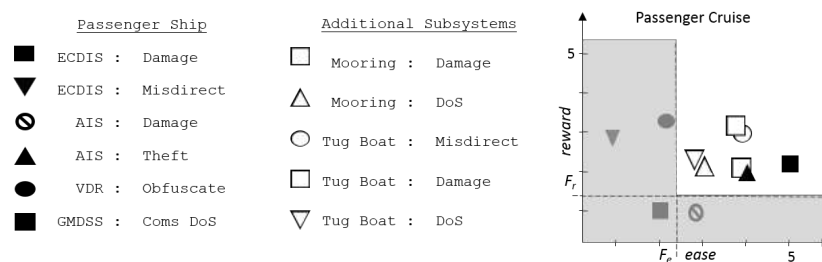 Passenger Ship
ECDIS : Damage
ECDIS : Misdirect
AIS : Damage
AIS : Theft
VDR : Obfuscate
GMDSS : Coms DoS
Additional Subsystems
Mooring : Damage
Mooring : DoS
Tug Boat : Misdirect
Tug Boat : Damage
Tug Boat : DoS
Passenger Cruise
5
reward
Fr
Fe ease 5